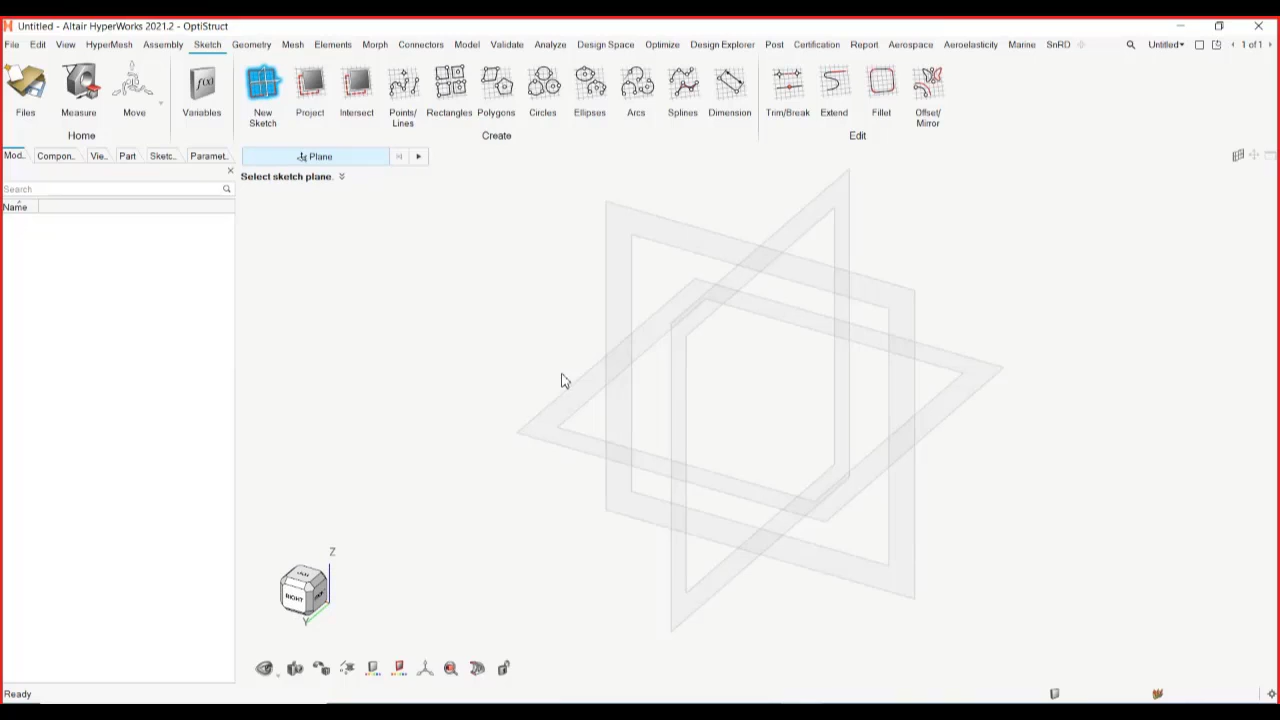 Untitled - Altair HyperWorks 2021.2 - OptiStruct
File Edit View HyperMesh Assembly Sketch Geometry Mesh Elements Morph Connectors Model Validate Analyze Design Space Optimize Design Explorer Post Certification Report Aerospace Aeroelasticity Marine SnRD Untitled 1 of 1
Files Measure Move Variables New Sketch Project Intersect Points/Lines Rectangles Polygons Circles Ellipses Arcs Splines Dimension Trim/Break Extend Fillet Offset/Mirror
Home Create Edit
Mod.. Compon.. Vie.. Part Sketc.. Paramet.. Plane
Select sketch plane.
Search
Name
Z
RIGHT
Y
Ready